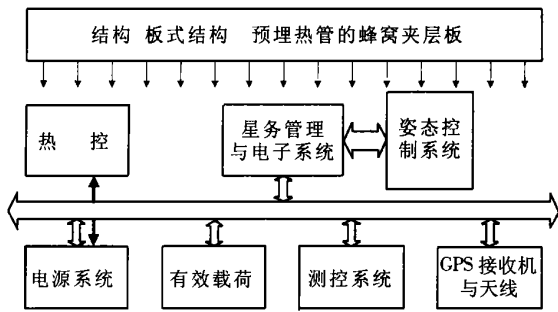 结构 板式结构 预埋热管的蜂窝夹层板
热 控
星务管理
与电子系统
姿态控
制系统
电源系统
有效载荷
测控系统
GPS 接收机
与天线